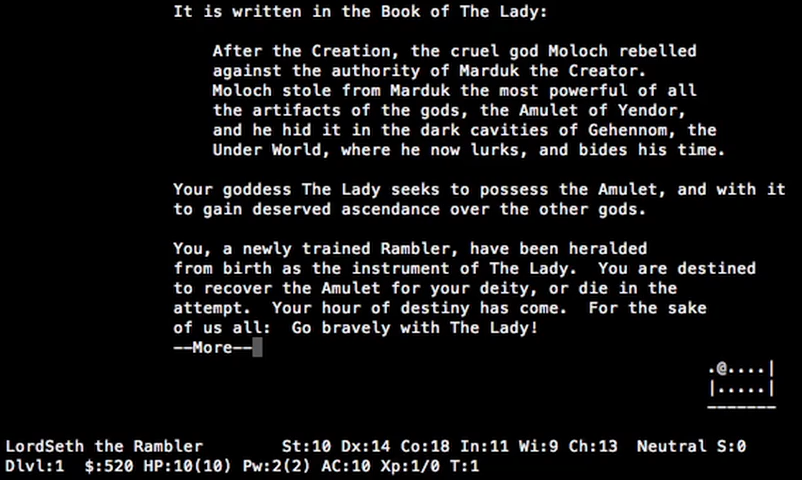 It is written in the Book of The Lady:
After the Creation, the cruel god Moloch rebelled
against the authority of Marduk the Creator.
Moloch stole from Marduk the most powerful of all
the artifacts of the gods, the Amulet of Yendor,
and he hid it in the dark cavities of Gehennom, the
Under World, where he now lurks, and bides his time.
Your goddess The Lady seeks to possess the Amulet, and with it
to gain deserved ascendance over the other gods.
You, a newly trained Rambler, have been heralded
from birth as the instrument of The Lady.  You are destined
to recover the Amulet for your deity, or die in the
attempt.  Your hour of destiny has come.  For the sake
of us all:  Go bravely with The Lady!
--More--
.@....|
|.....|
-------
LordSeth the Rambler          St:10 Dx:14 Co:18 In:11 Wi:9 Ch:13  Neutral S:0
Dlvl:1  $:520 HP:10(10) Pw:2(2) AC:10 Xp:1/0 T:1